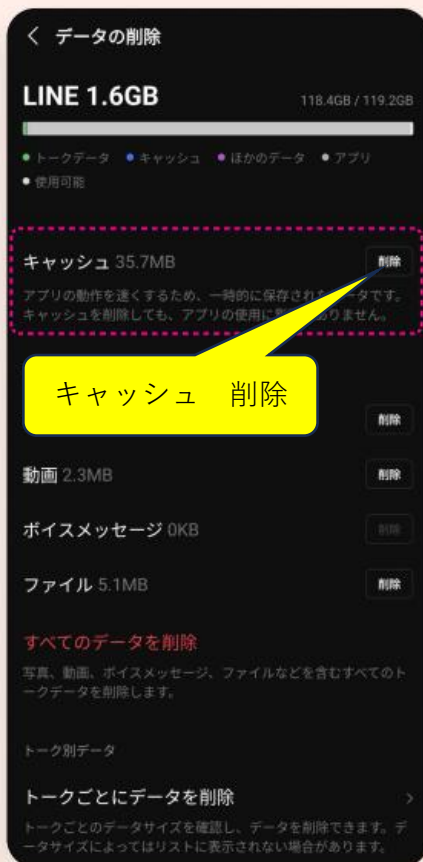 データの削除
LINE 1.6GB
118.4GB / 119.2GB
トークデータ キャッシュ ほかのデータ アプリ
使用可能
キャッシュ 35.7MB
削除
アプリの動作を速くするため、一時的に保存された ータです。
キャッシュを削除しても、アプリの使用に ありません。
キャッシュ 削除
削除
動画 2.3MB
削除
ボイスメッセージ 0KB
削除
ファイル 5.1MB
削除
すべてのデータを削除
写真、動画、ボイスメッセージ、ファイルなどを含むすべてのト
ークデータを削除します。
トーク別データ
トークごとにデータを削除
トークごとのデータサイズを確認し、データを削除できます。デ
ータサイズによってはリストに表示されない場合があります。